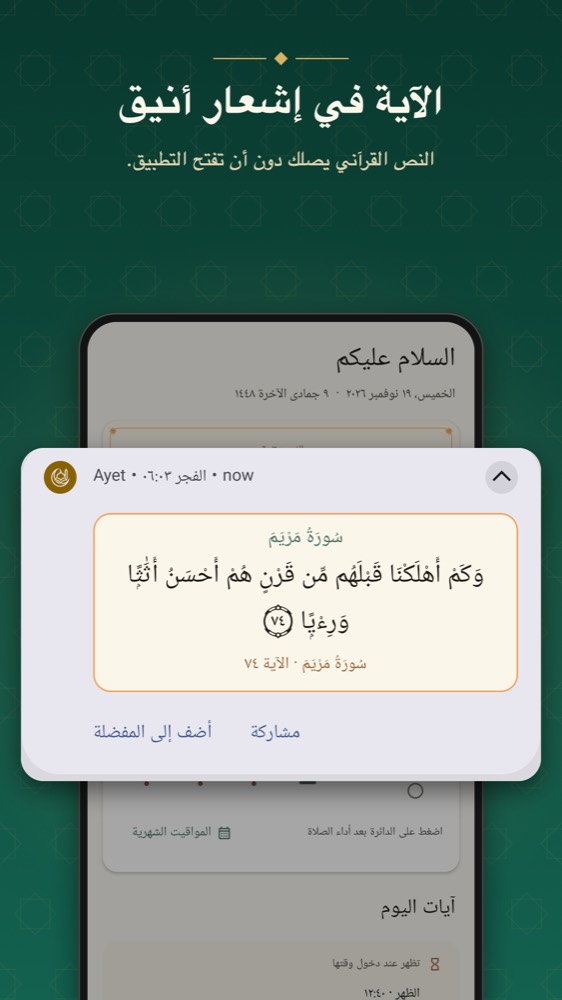 الآية في إشعار أنيق
النص القرآني يصلك دون أن تفتح التطبيق.
السلام عليكم
الخميس، ١٩ نوفمبر ٢٠٢٦ · ٩ جمادى الآخرة ١٤٤٨
Ayet • الفجر ٠٦:٠٣ • now
سُورَةُ مَرۡيَمَ
وَكَمۡ أَهۡلَكۡنَا قَبۡلَهُم مِّن قَرۡنٍ هُمۡ أَحۡسَنُ أَثَٰثٗا
وَرِءۡيٗا ٧٤
سُورَةُ مَرۡيَمَ · الآية ٧٤
مشاركة
أضف إلى المفضلة
اضغط على الدائرة بعد أداء الصلاة
المواقيت الشهرية
آيات اليوم
تظهر عند دخول وقتها
الظهر · ١٢:٤٠